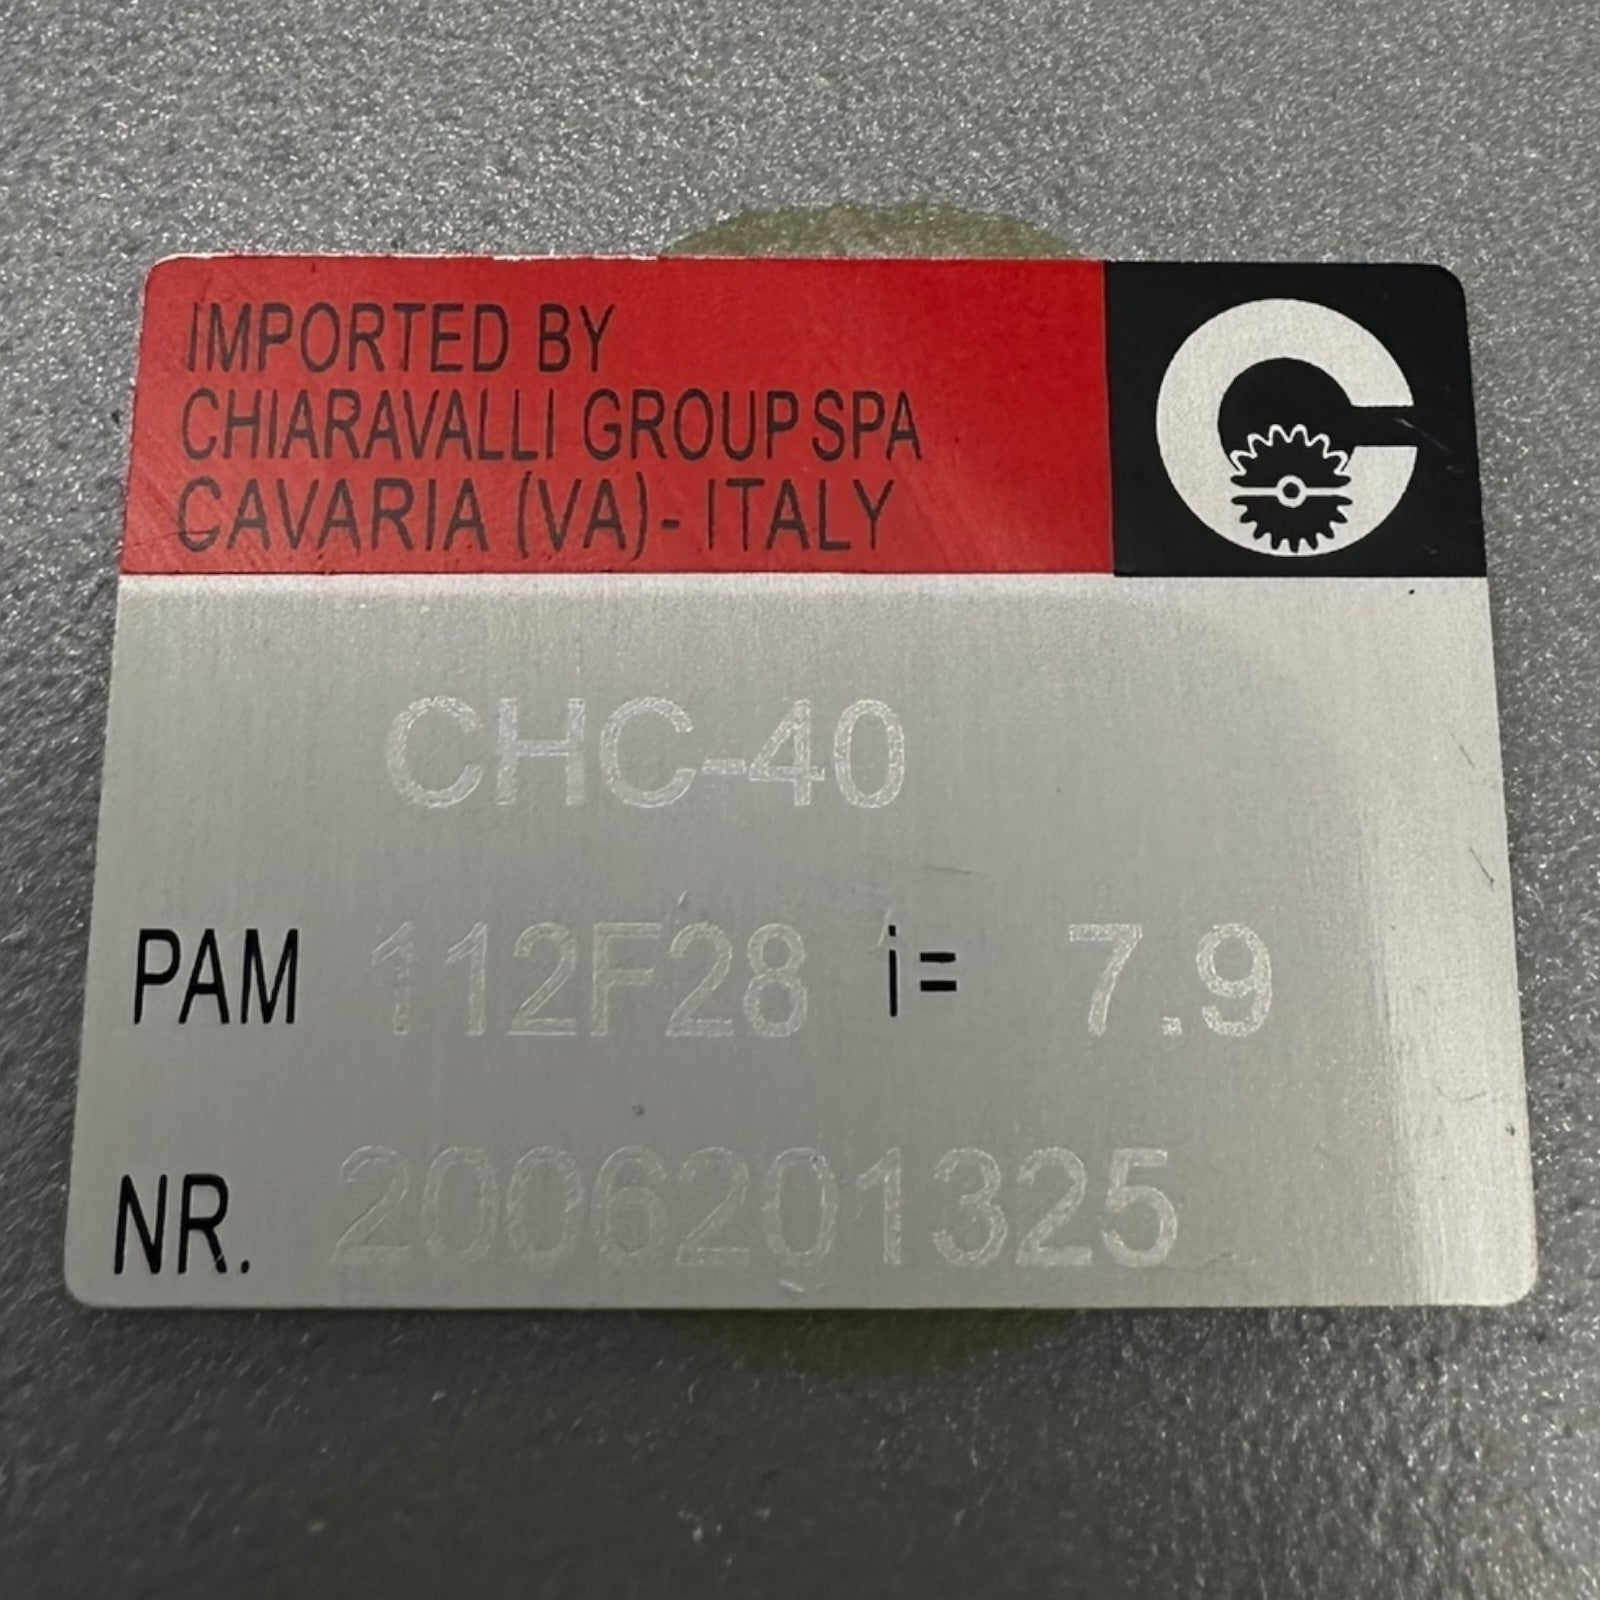 IMPORTED BY
CHIARAVALLI GROUP SPA
CAVARIA (VA)- ITALY
CHC-40
PAM 112F28 i= 7.9
NR. 2006201325